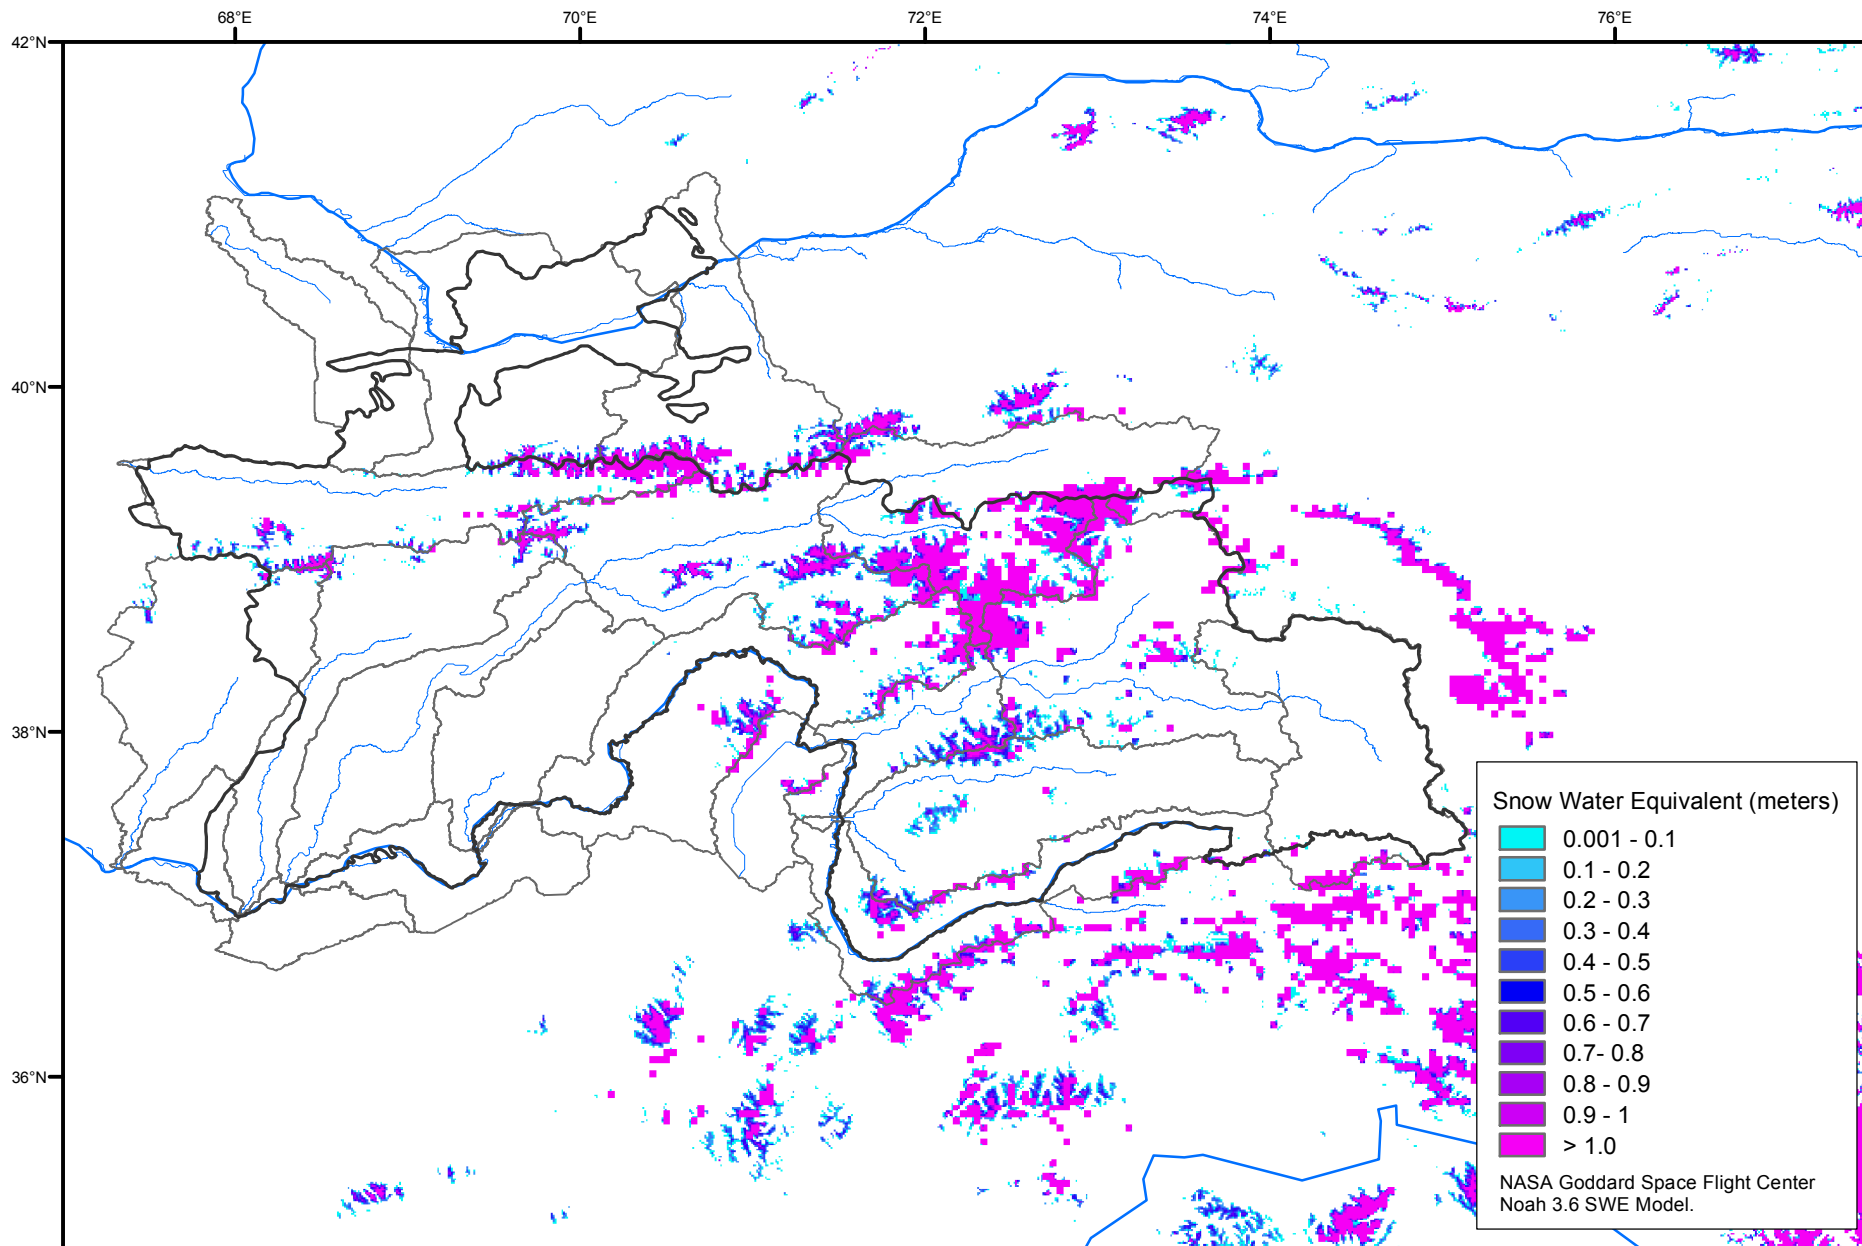 68°E 70°E 72°E 74°E 76°E
42°N
40°N
38°N
36°N
Snow Water Equivalent (meters)
0.001 - 0.1
0.1 - 0.2
0.2 - 0.3
0.3 - 0.4
0.4 - 0.5
0.5 - 0.6
0.6 - 0.7
0.7- 0.8
0.8 - 0.9
0.9 - 1
> 1.0
NASA Goddard Space Flight Center
Noah 3.6 SWE Model.